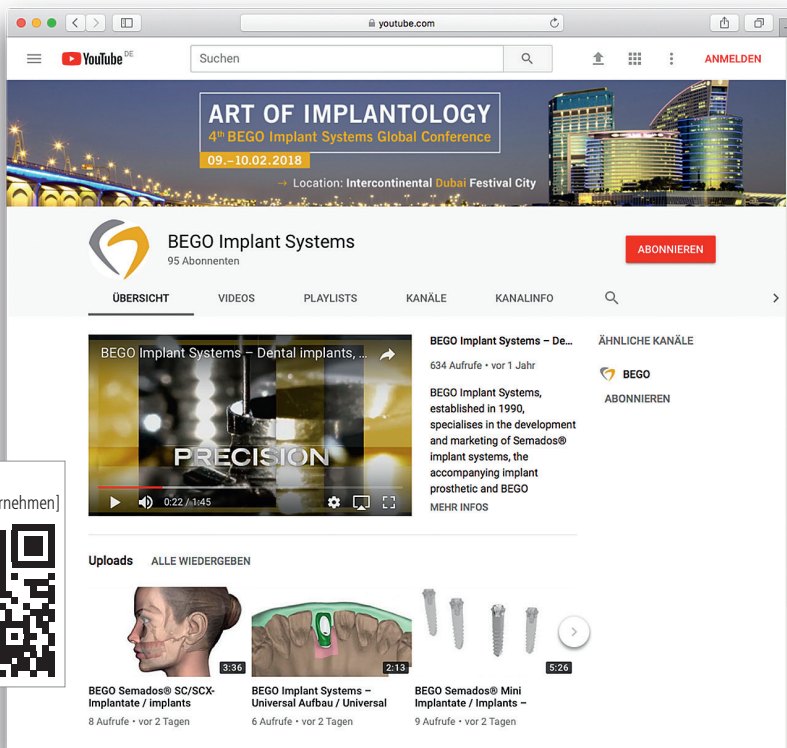 youtube.com
YouTube DE
Suchen
ANMELDEN
ART OF IMPLANTOLOGY
4th BEGO Implant Systems Global Conference
09.–10.02.2018
→ Location: Intercontinental Dubai Festival City
BEGO Implant Systems
95 Abonnenten
ABONNIEREN
ÜBERSICHT VIDEOS PLAYLISTS KANÄLE KANALINFO
BEGO Implant Systems – Dental implants, ...
PRECISION
0:22 / 1:45
BEGO Implant Systems – De...
634 Aufrufe • vor 1 Jahr
BEGO Implant Systems,
established in 1990,
specialises in the development
and marketing of Semados®
implant systems, the
accompanying implant
prosthetic and BEGO
MEHR INFOS
ÄHNLICHE KANÄLE
BEGO
ABONNIEREN
rnehmen]
Uploads ALLE WIEDERGEBEN
3:36
BEGO Semados® SC/SCX-
Implantate / implants
8 Aufrufe • vor 2 Tagen
2:13
BEGO Implant Systems –
Universal Aufbau / Universal
6 Aufrufe • vor 2 Tagen
5:26
BEGO Semados® Mini
Implantate / Implants –
9 Aufrufe • vor 2 Tagen